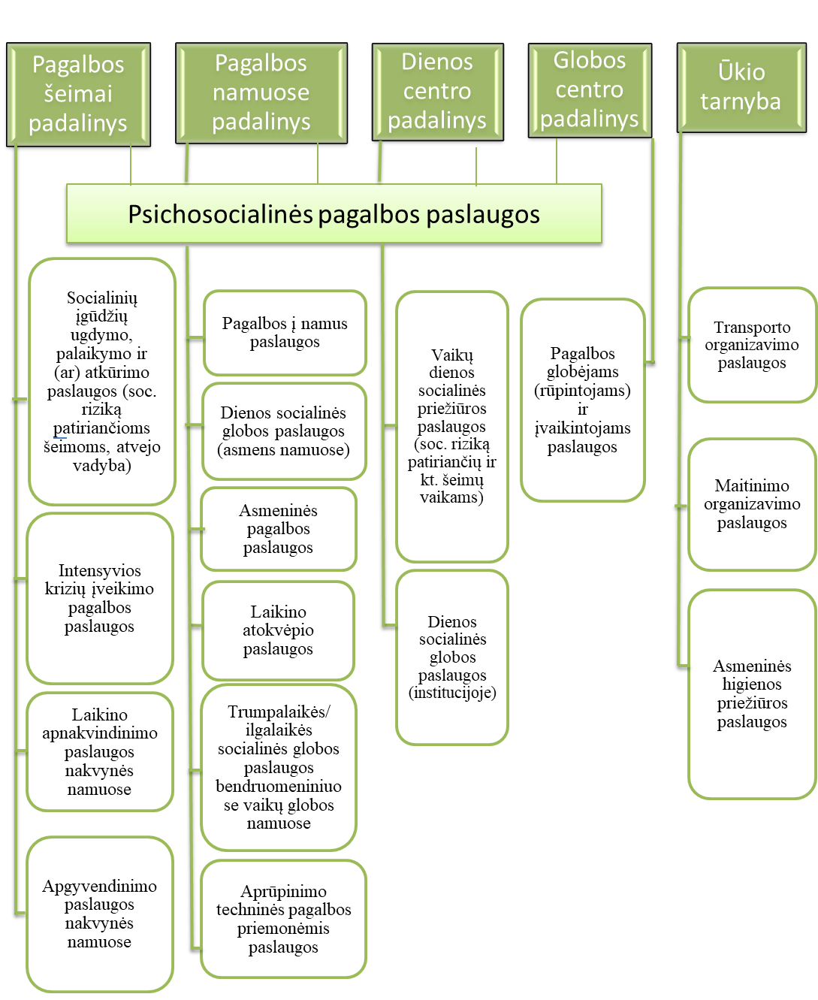 Pagalbos
šeimai
padalinys
Pagalbos
namuose
padalinys
Dienos
centro
padalinys
Globos
centro
padalinys
Ūkio
tarnyba
Psichosocialinės pagalbos paslaugos
Socialinių
įgūdžių
ugdymo,
palaikymo ir
(ar) atkūrimo
paslaugos (soc.
riziką
patiriančioms
šeimoms, atvejo
vadyba)
Intensyvios
krizių įveikimo
pagalbos
paslaugos
Laikino
apnakvindinimo
paslaugos
nakvynės
namuose
Apgyvendinimo
paslaugos
nakvynės
namuose
Pagalbos į namus
paslaugos
Dienos socialinės
globos paslaugos
(asmens namuose)
Asmeninės
pagalbos
paslaugos
Laikino
atokvėpio
paslaugos
Trumpalaikės/
ilgalaikės
socialinės globos
paslaugos
bendruomeniniuo
se vaikų globos
namuose
Aprūpinimo
techninės pagalbos
priemonėmis
paslaugos
Vaikų
dienos
socialinės
priežiūros
paslaugos
(soc. riziką
patiriančių ir
kt. šeimų
vaikams)
Dienos
socialinės
globos
paslaugos
(institucijoje)
Pagalbos
globėjams
(rūpintojams)
ir
įvaikintojams
paslaugos
Transporto
organizavimo
paslaugos
Maitinimo
organizavimo
paslaugos
Asmeninės
higienos
priežiūros
paslaugos